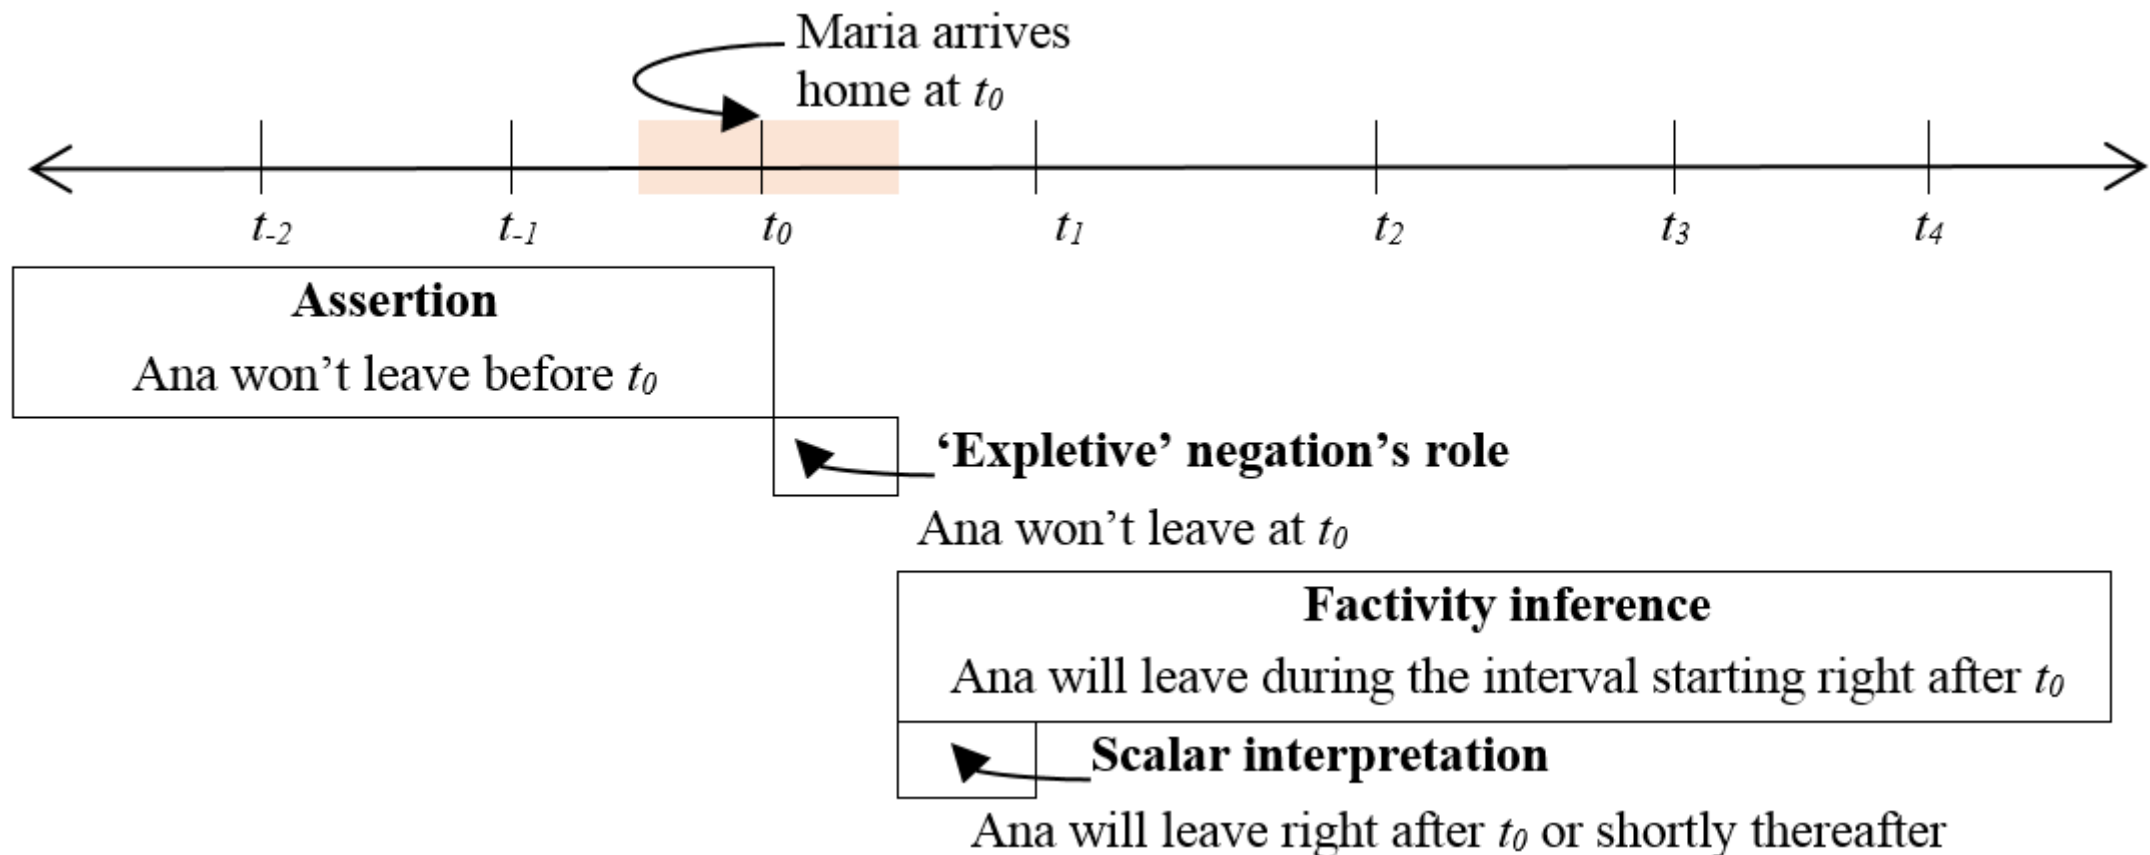 Maria arrives
home at t0
t-2 t-1 t0 t1 t2 t3 t4
Assertion
Ana won’t leave before t0
‘Expletive’ negation’s role
Ana won’t leave at t0
Factivity inference
Ana will leave during the interval starting right after t0
Scalar interpretation
Ana will leave right after t0 or shortly thereafter